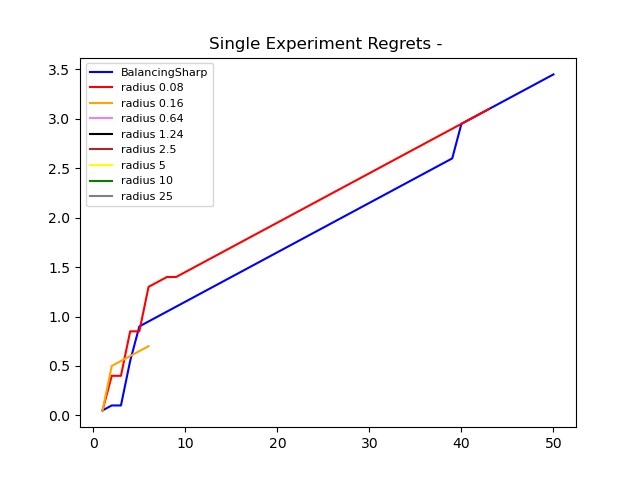 Single Experiment Regrets -
BalancingSharp
radius 0.08
radius 0.16
radius 0.64
radius 1.24
radius 2.5
radius 5
radius 10
radius 25
3.5
3.0
2.5
2.0
1.5
1.0
0.5
0.0
0 10 20 30 40 50